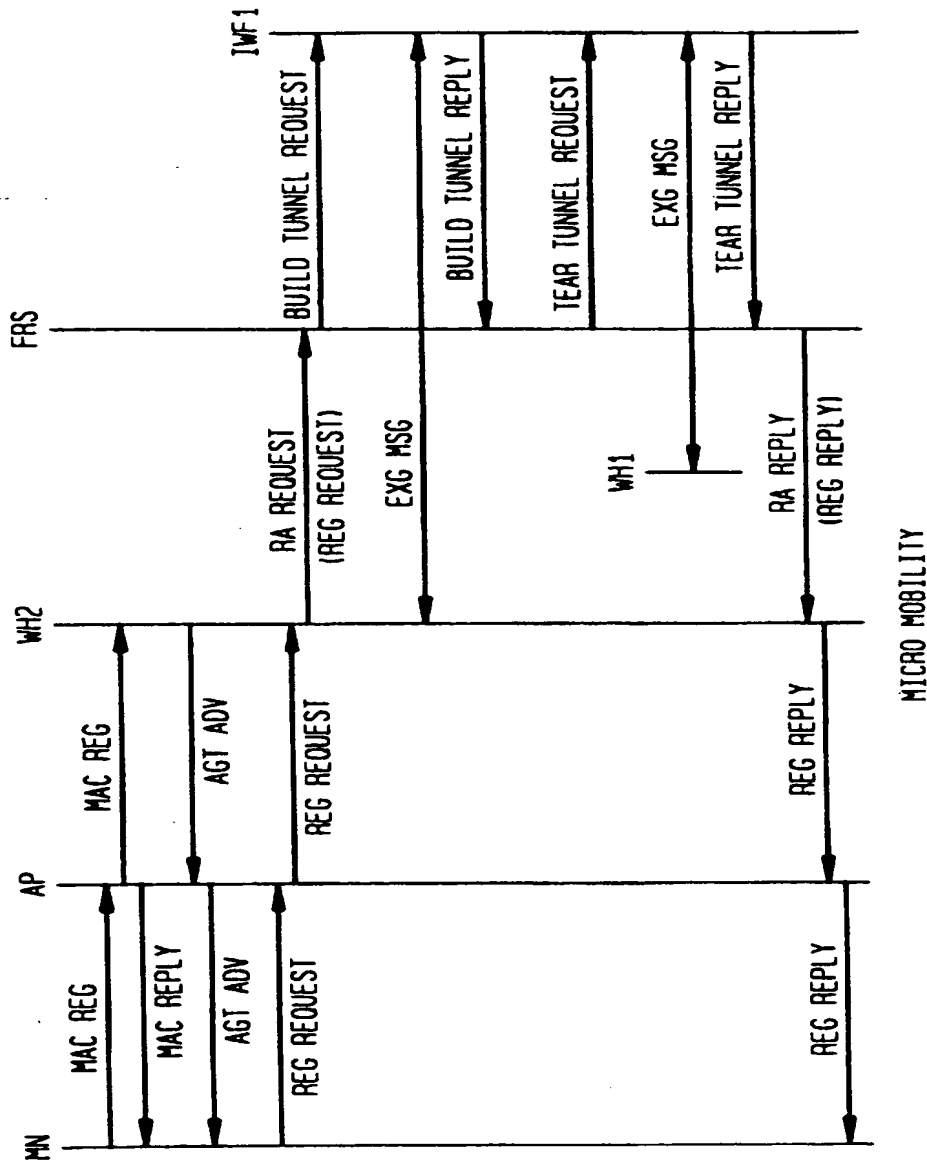 MN
AP
WH2
FRS
IWF1
MAC REG
MAC REG
MAC REPLY
AGT ADV
AGT ADV
REG REQUEST
REG REQUEST
RA REQUEST
(REG REQUEST)
BUILD TUNNEL REQUEST
EXG MSG
BUILD TUNNEL REPLY
TEAR TUNNEL REQUEST
WH1
EXG MSG
TEAR TUNNEL REPLY
RA REPLY
(REG REPLY)
REG REPLY
REG REPLY
MICRO MOBILITY